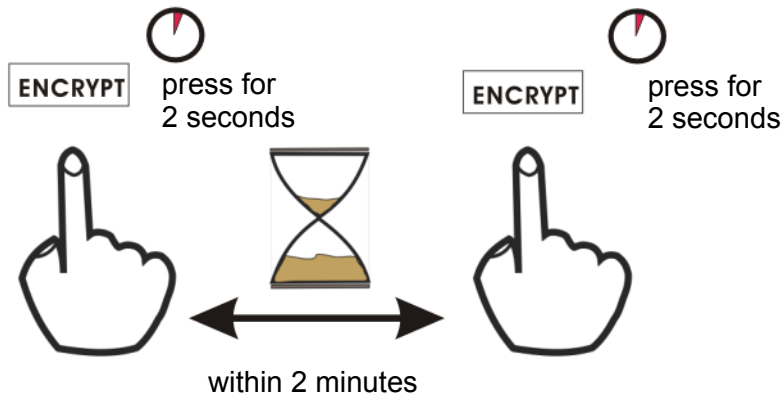 ENCRYPT
press for
2 seconds
ENCRYPT
press for
2 seconds
within 2 minutes